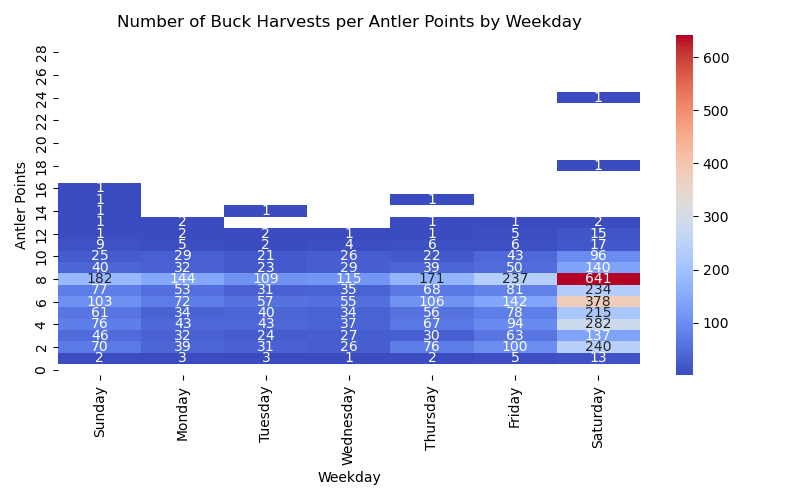 Number of Buck Harvests per Antler Points by Weekday
Antler Points
28
26
24 1
22
20
18 1
16 1
1 1
14 1 1
1 2 1 1 2
12 1 2 2 1 1 5 15
9 5 2 4 6 6 17
10 25 29 21 26 22 43 96
40 32 23 29 39 50 140
8 182 144 109 115 171 237 641
77 53 31 35 68 81 234
6 103 72 57 55 106 142 378
61 34 40 34 56 78 215
4 76 43 43 37 67 94 282
46 32 24 27 30 63 137
2 70 39 31 26 76 100 240
2 3 3 1 2 5 13
0
Sunday Monday Tuesday Wednesday Thursday Friday Saturday
Weekday
600
500
400
300
200
100